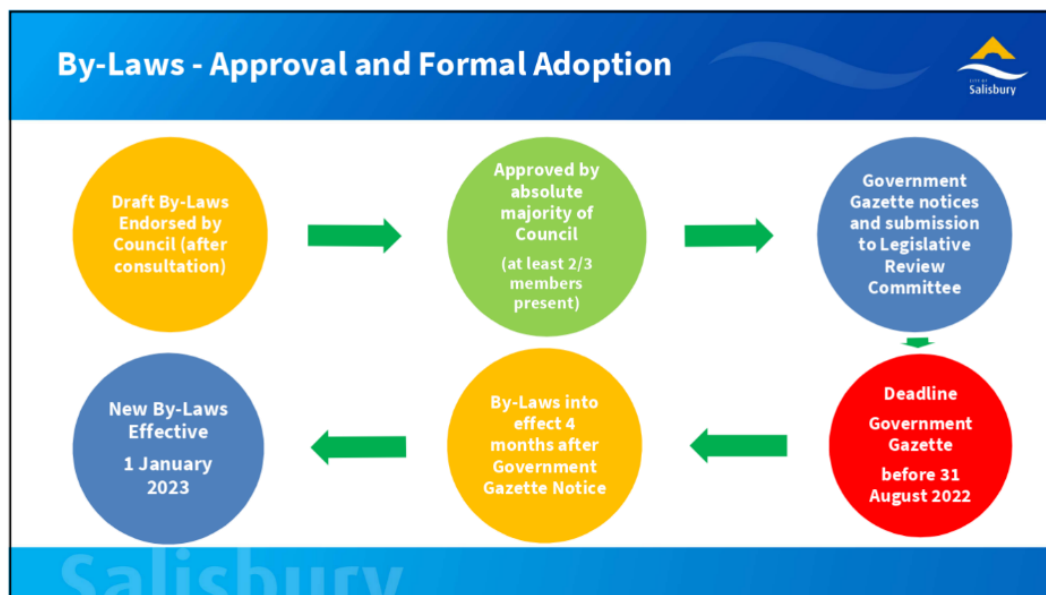 By-Laws - Approval and Formal Adoption
CITY OF
Salisbury
Draft By-Laws
Endorsed by
Council (after
consultation)
Approved by
absolute
majority of
Council
(at least 2/3
members
present)
Government
Gazette notices
and submission
to Legislative
Review
Committee
Deadline
Government
Gazette
before 31
August 2022
By-Laws into
effect 4
months after
Government
Gazette Notice
New By-Laws
Effective
1 January
2023
Salisbury